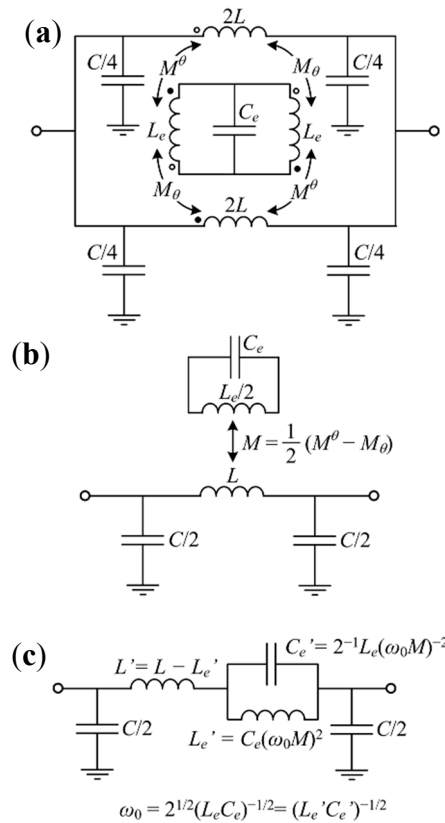 (a)
2L
C/4
M^θ
M_θ
C/4
L_e
C_e
L_e
M_θ
M^θ
2L
C/4
C/4
(b)
C_e
L_e/2
M = 1/2 (M^θ – M_θ)
L
C/2
C/2
(c)
C_e’ = 2^{-1}L_e(ω_0M)^{-2}
L’= L – L_e’
C/2
L_e’ = C_e(ω_0M)^2
C/2
ω_0 = 2^{1/2}(L_eC_e)^{-1/2}= (L_e’C_e’)^{-1/2}